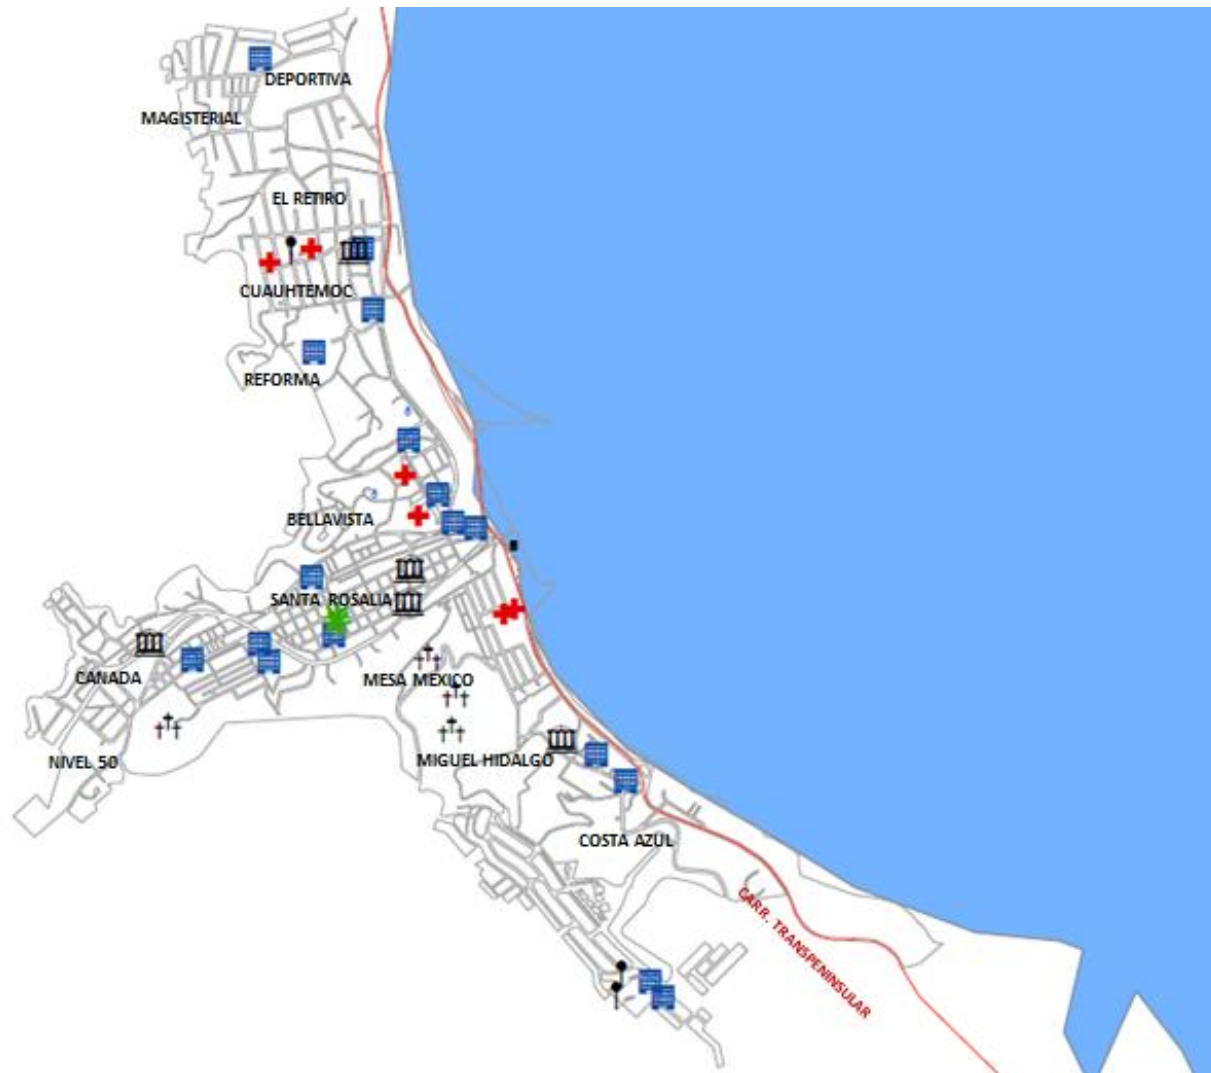 DEPORTIVA
MAGISTERIAL
EL RETIRO
CUAUHTEMOC
REFORMA
BELLAVISTA
SANTA ROSALIA
CANADA
MESA MEXICO
NIVEL 50
MIGUEL HIDALGO
COSTA AZUL
CARR. TRANSPENINSULAR